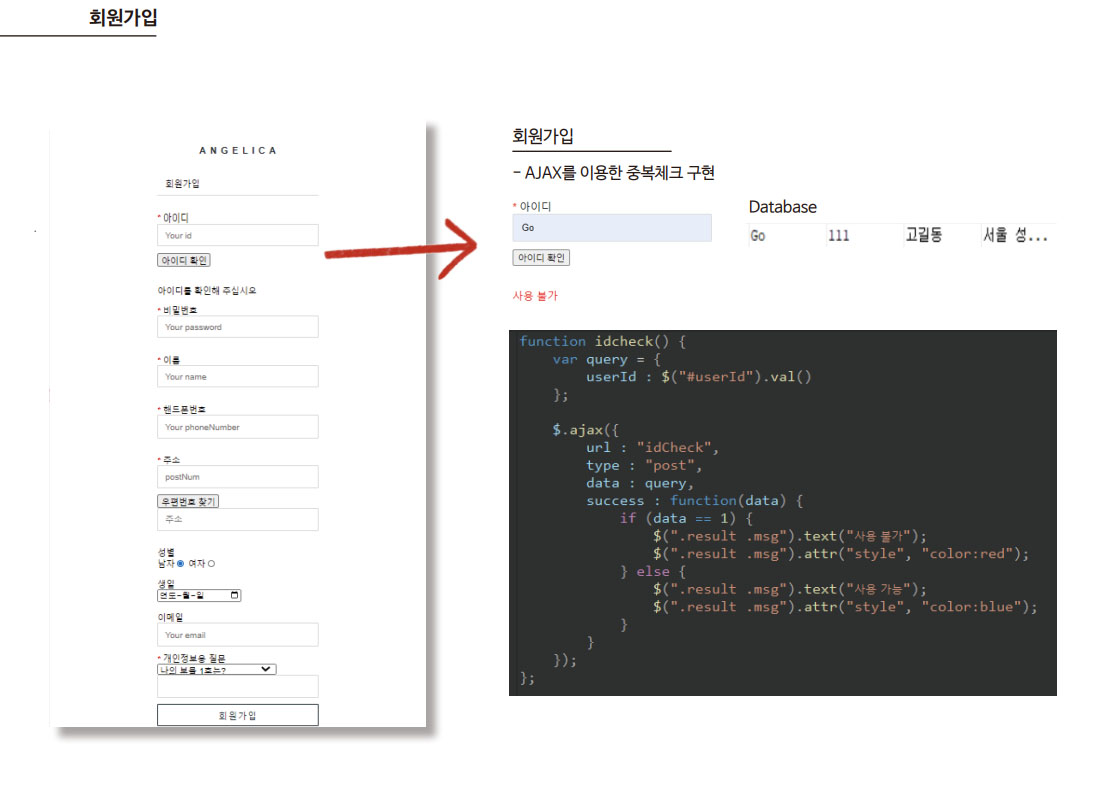 회원가입
ANGELICA
회원가입
* 아이디
Your id
아이디 확인
아이디를 확인해 주십시오
* 비밀번호
Your password
* 이름
Your name
* 핸드폰번호
Your phoneNumber
* 주소
postNum
우편번호 찾기
주소
성별
남자 여자
생일
연도-월-일
이메일
Your email
* 개인정보용 질문
나의 보물 1호는?
회원가입
회원가입
- AJAX를 이용한 중복체크 구현
* 아이디
Go
아이디 확인
사용 불가
Database
Go 111 고길동 서울 성...
function idcheck() {
    var query = {
        userId : $("#userId").val()
    };

    $.ajax({
        url : "idCheck",
        type : "post",
        data : query,
        success : function(data) {
            if (data == 1) {
                $(".result .msg").text("사용 불가");
                $(".result .msg").attr("style", "color:red");
            } else {
                $(".result .msg").text("사용 가능");
                $(".result .msg").attr("style", "color:blue");
            }
        }
    });
};